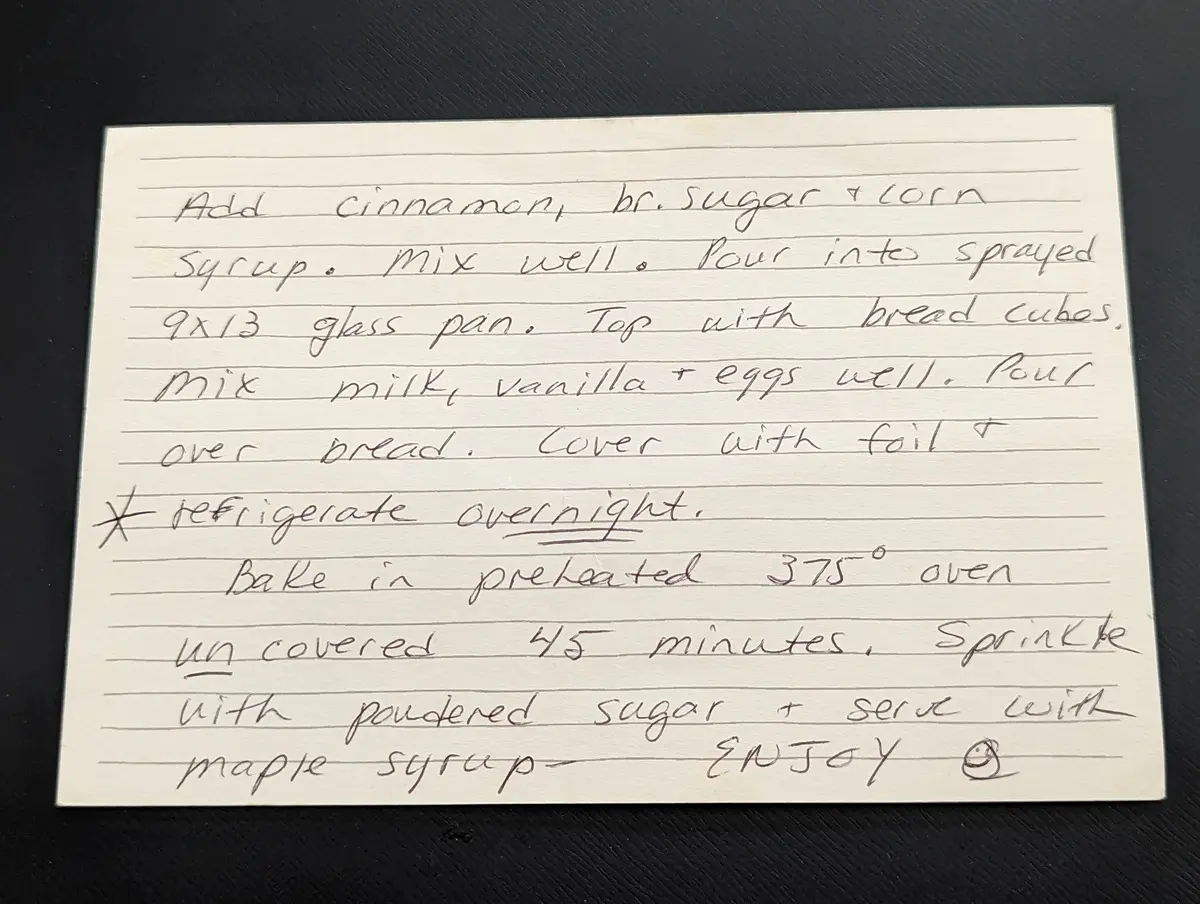 Add cinnamon, br. sugar + corn
syrup. Mix well. Pour into sprayed
9x13 glass pan. Top with bread cubes.
Mix milk, vanilla + eggs well. Pour
over bread. Cover with foil +
* refrigerate overnight.
Bake in preheated 375° oven
uncovered 45 minutes. Sprinkle
with powdered sugar + serve with
maple syrup- ENJOY ☺